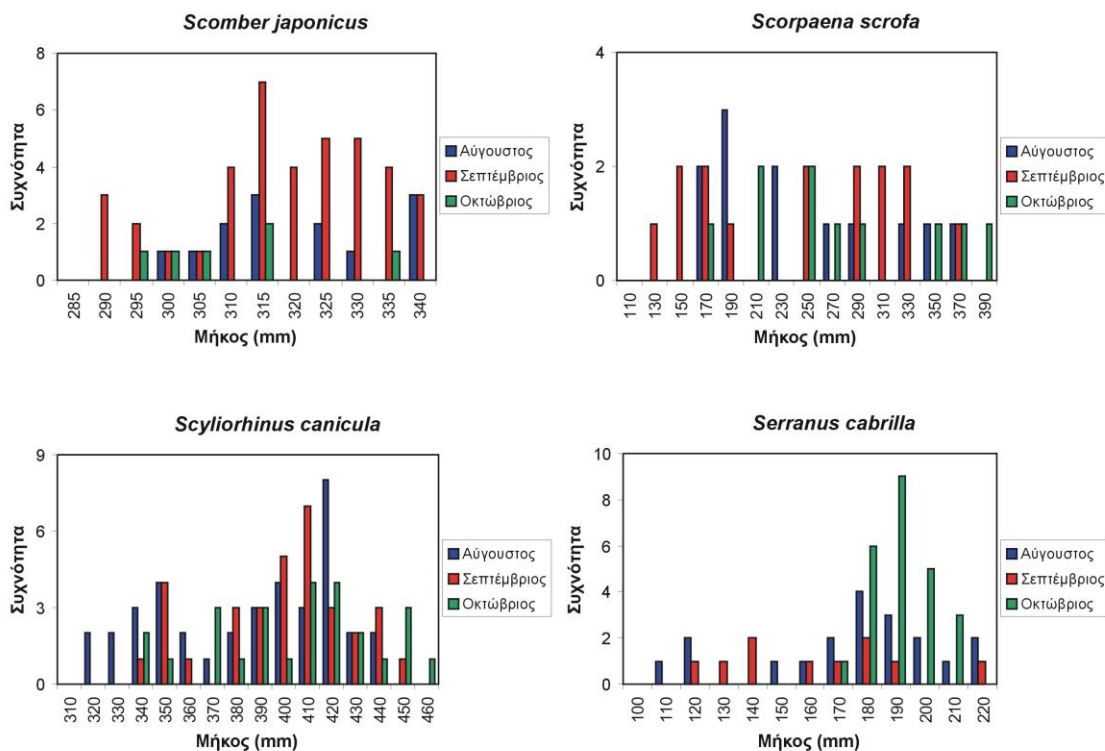 Scomber japonicus
8
6
4
2
0
Συχνότητα
285 290 295 300 305 310 315 320 325 330 335 340
Μήκος (mm)
Αύγουστος
Σεπτέμβριος
Οκτώβριος
Scorpaena scrofa
4
2
0
Συχνότητα
110 130 150 170 190 210 230 250 270 290 310 330 350 370 390
Μήκος (mm)
Αύγουστος
Σεπτέμβριος
Οκτώβριος
Scyliorhinus canicula
9
6
3
0
Συχνότητα
310 320 330 340 350 360 370 380 390 400 410 420 430 440 450 460
Μήκος (mm)
Αύγουστος
Σεπτέμβριος
Οκτώβριος
Serranus cabrilla
10
8
6
4
2
0
Συχνότητα
100 110 120 130 140 150 160 170 180 190 200 210 220
Μήκος (mm)
Αύγουστος
Σεπτέμβριος
Οκτώβριος